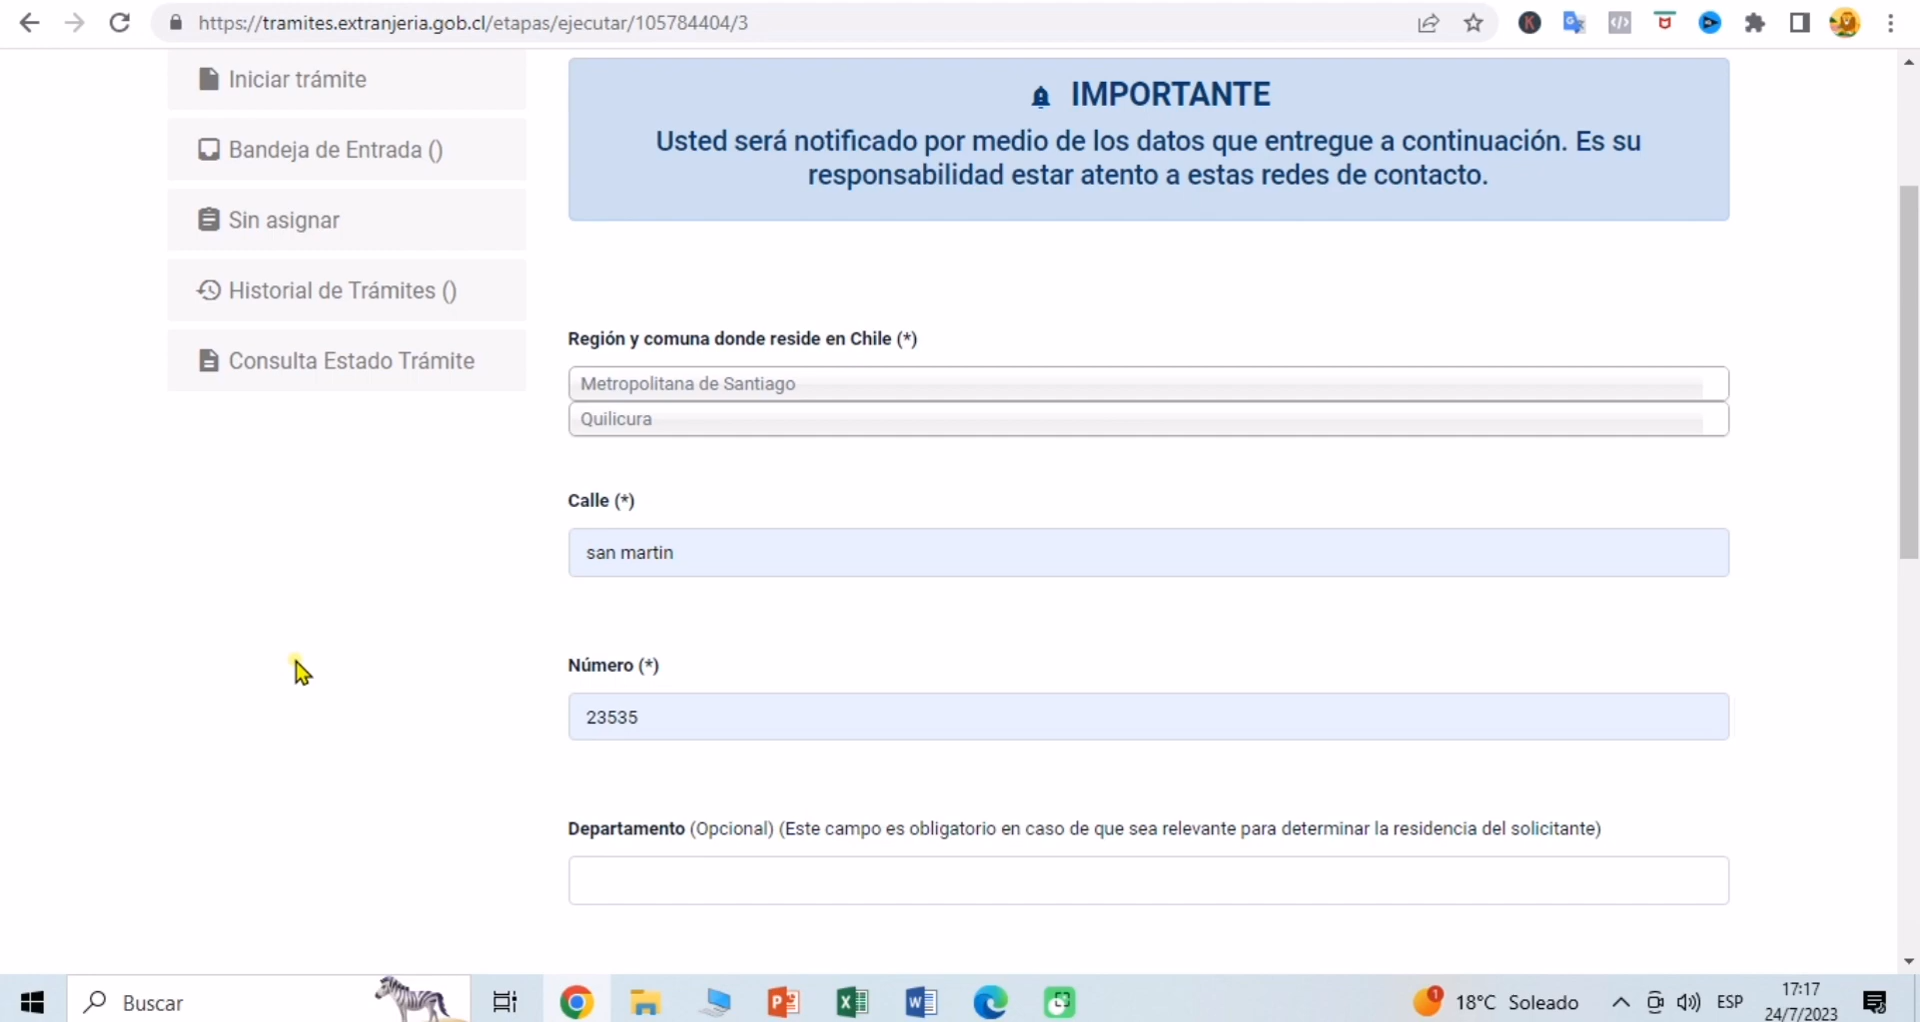 https://tramites.extranjeria.gob.cl/etapas/ejecutar/105784404/3
Iniciar trámite
Bandeja de Entrada ()
Sin asignar
Historial de Trámites ()
Consulta Estado Trámite
IMPORTANTE
Usted será notificado por medio de los datos que entregue a continuación. Es su
responsabilidad estar atento a estas redes de contacto.
Región y comuna donde reside en Chile (*)
Metropolitana de Santiago
Quilicura
Calle (*)
san martin
Número (*)
23535
Departamento (Opcional) (Este campo es obligatorio en caso de que sea relevante para determinar la residencia del solicitante)
Buscar
1
18°C Soleado
ESP
17:17
24/7/2023